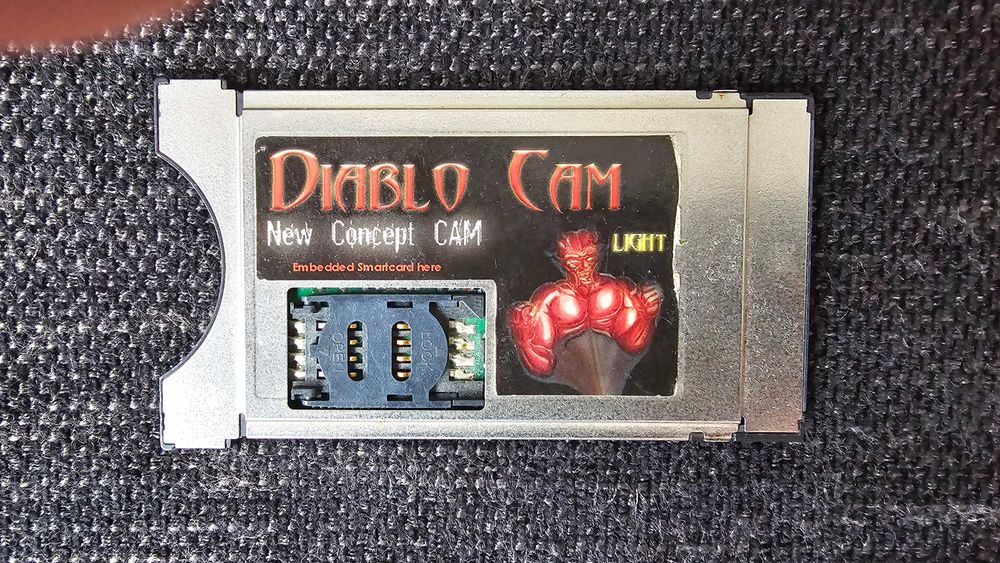 DIABLO CAM
New Concept CAM
LIGHT
Embedded Smartcard here
OPEN
LOCK